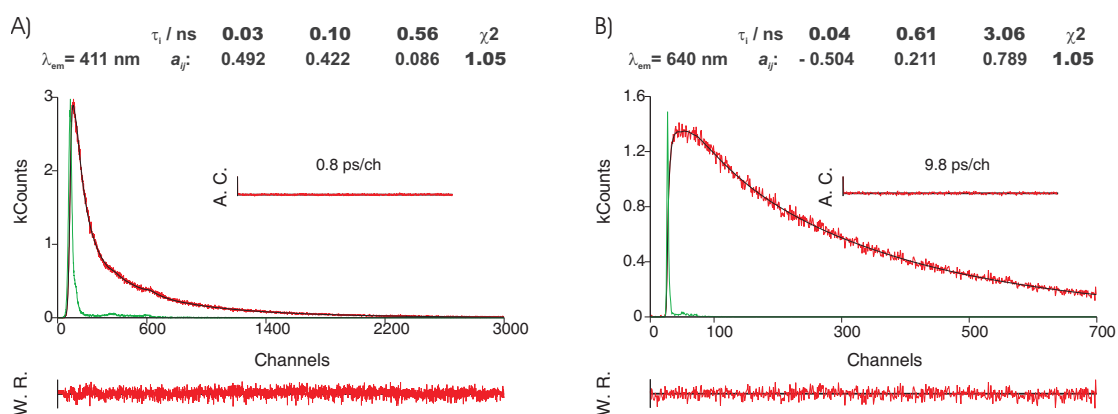 A)
τi / ns 0.03 0.10 0.56 χ2
λem= 411 nm aij: 0.492 0.422 0.086 1.05
3
2
1
0
kCounts
A. C.
0.8 ps/ch
0 600 1400 2200 3000
Channels
W. R.
B)
τi / ns 0.04 0.61 3.06 χ2
λem= 640 nm aij: - 0.504 0.211 0.789 1.05
1.6
1.2
0.8
0.4
0
kCounts
A. C.
9.8 ps/ch
0 100 300 500 700
Channels
W. R.